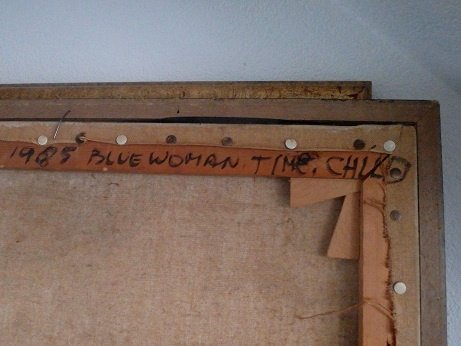 1985 BLUE WOMAN. TIME. CHILD